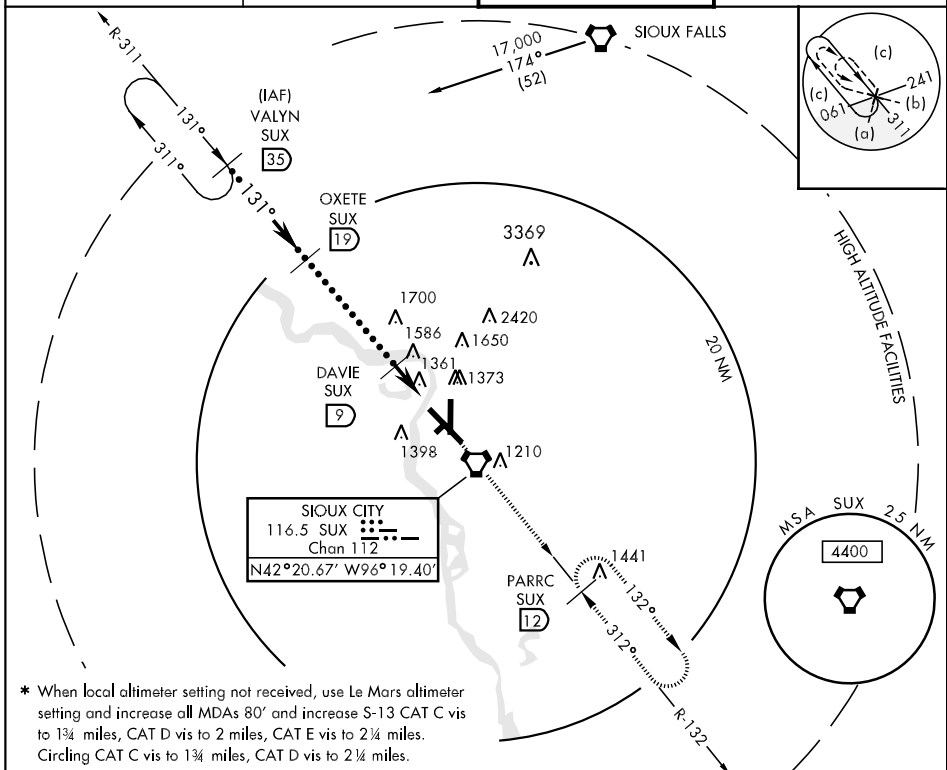 R-311
131°
311°
(IAF)
VALYN
SUX
35
131°
OXETE
SUX
19
SIOUX FALLS
17,000
174°
(52)
(c)
241
(c)
061
(b)
(a)
311
3369
1700
2420
1586
1650
1361
1373
20 NM
HIGH ALTITUDE FACILITIES
DAVIE
SUX
9
1398
1210
SIOUX CITY
116.5 SUX
Chan 112
N42°20.67' W96°19.40'
MSA SUX 25 NM
4400
PARRC
SUX
12
1441
132°
312°
R-132
* When local altimeter setting not received, use Le Mars altimeter
setting and increase all MDAs 80' and increase S-13 CAT C vis
to 1¾ miles, CAT D vis to 2 miles, CAT E vis to 2¼ miles.
Circling CAT C vis to 1¾ miles, CAT D vis to 2¼ miles.